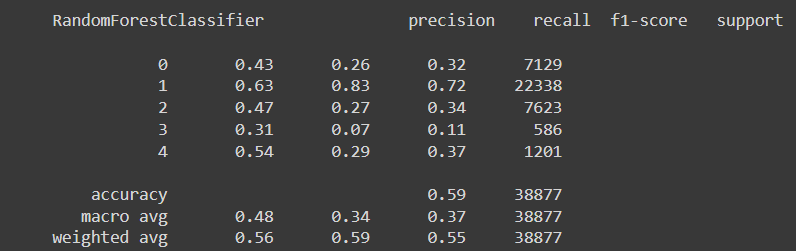 RandomForestClassifier precision recall f1-score support
0 0.43 0.26 0.32 7129
1 0.63 0.83 0.72 22338
2 0.47 0.27 0.34 7623
3 0.31 0.07 0.11 586
4 0.54 0.29 0.37 1201
accuracy 0.59 38877
macro avg 0.48 0.34 0.37 38877
weighted avg 0.56 0.59 0.55 38877